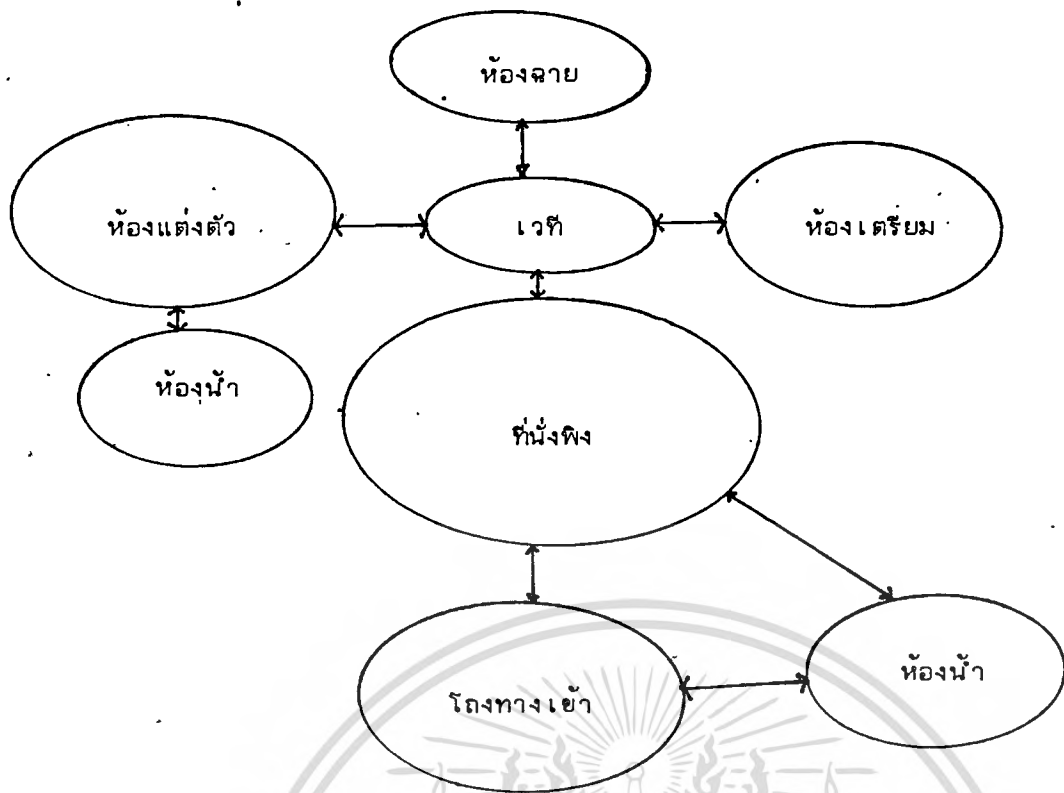 ห้องฉาย
ห้องแต่งตัว
เวที
ห้องเตรียม
ห้องน้ำ
ที่นั่งฟัง
โถงทางเข้า
ห้องน้ำ